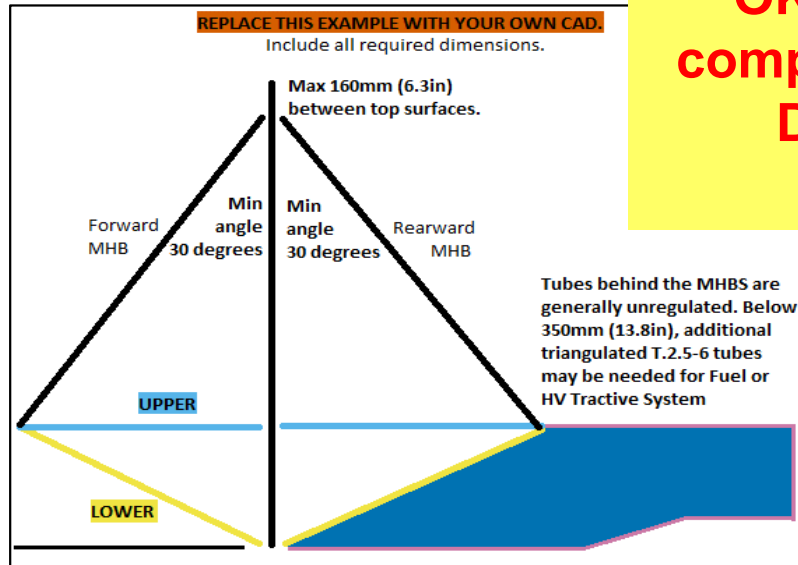 REPLACE THIS EXAMPLE WITH YOUR OWN CAD.
Include all required dimensions.
Max 160mm (6.3in)
between top surfaces.
Forward
MHB
Min
angle
30 degrees
Min
angle
30 degrees
Rearward
MHB
Tubes behind the MHBS are
generally unregulated. Below
350mm (13.8in), additional
triangulated T.2.5-6 tubes
may be needed for Fuel or
HV Tractive System
UPPER
LOWER